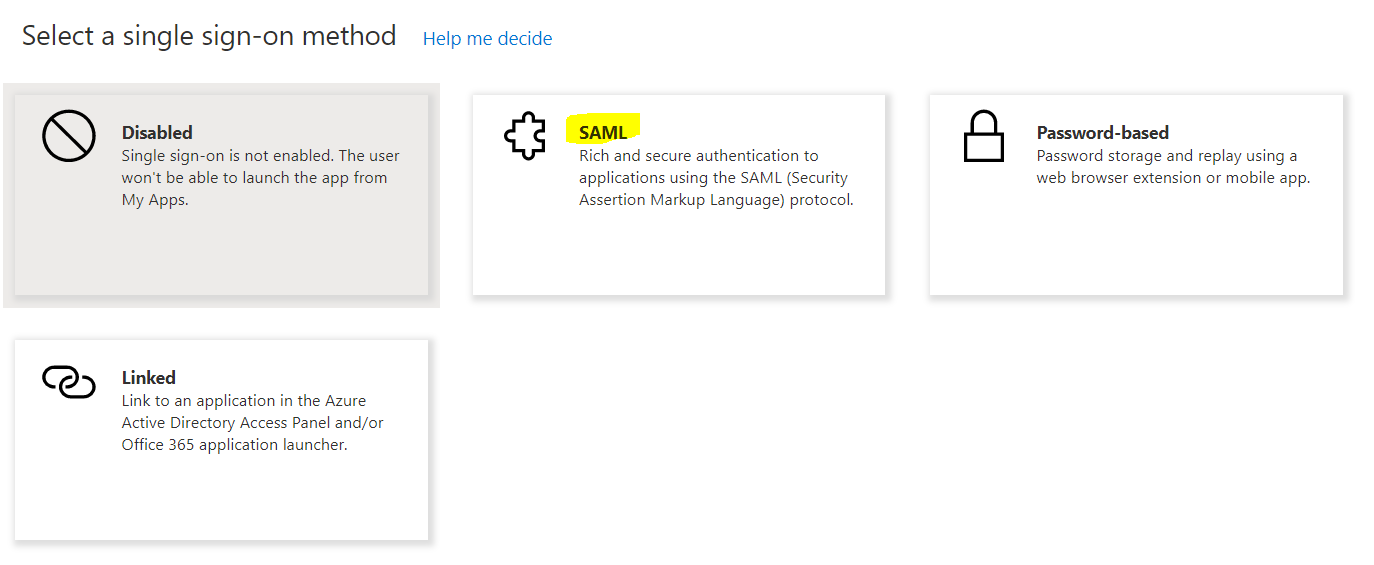 Select a single sign-on method Help me decide
Disabled
Single sign-on is not enabled. The user
won't be able to launch the app from
My Apps.
SAML
Rich and secure authentication to
applications using the SAML (Security
Assertion Markup Language) protocol.
Password-based
Password storage and replay using a
web browser extension or mobile app.
Linked
Link to an application in the Azure
Active Directory Access Panel and/or
Office 365 application launcher.